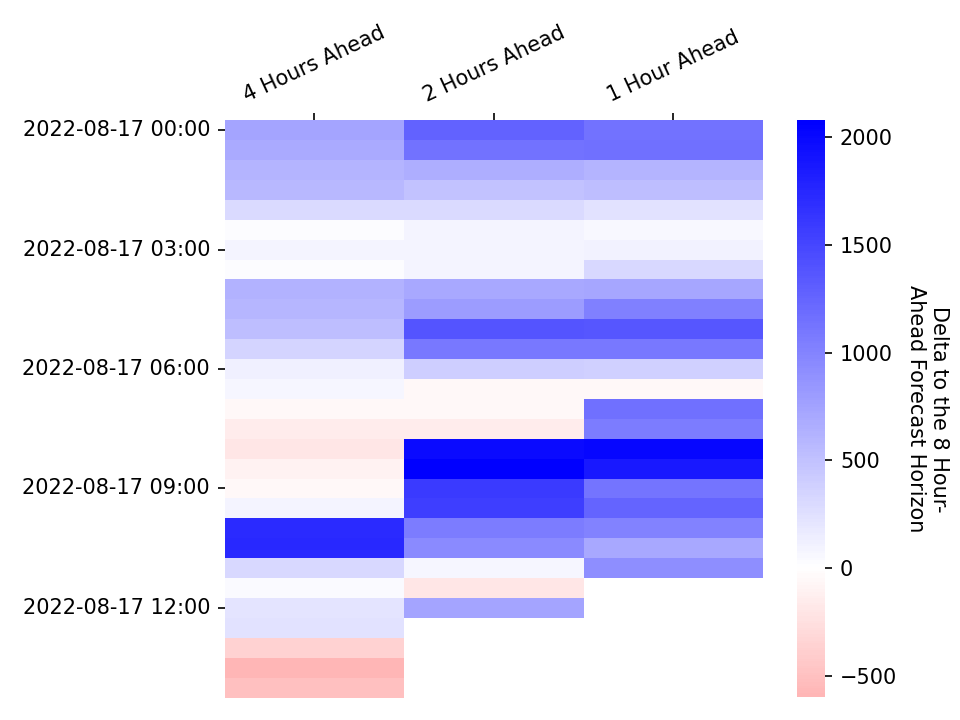 4 Hours Ahead
2 Hours Ahead
1 Hour Ahead
2022-08-17 00:00
2022-08-17 03:00
2022-08-17 06:00
2022-08-17 09:00
2022-08-17 12:00
2000
1500
1000
500
0
−500
Delta to the 8 Hour-
Ahead Forecast Horizon